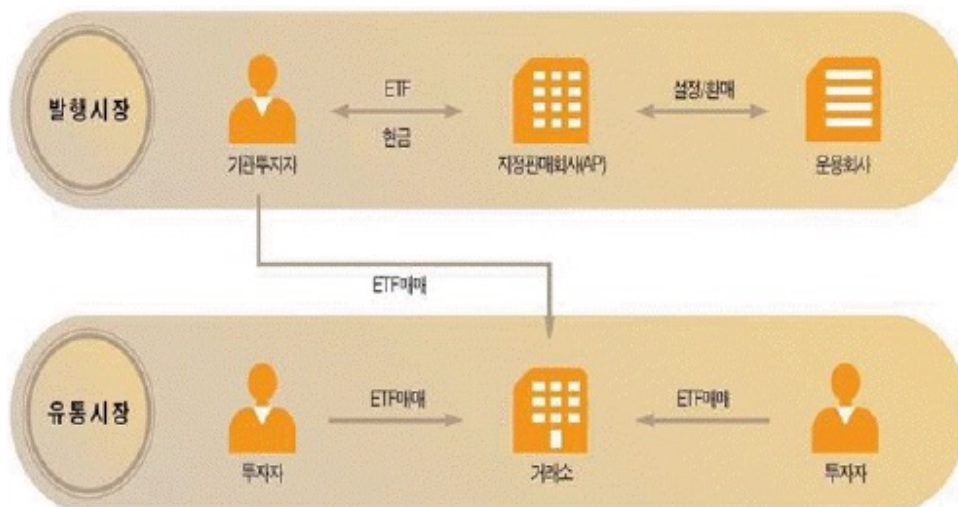 발행시장
ETF
현금
설정/환매
기관투자자
지정판매회사(AP)
운용회사
ETF매매
유통시장
ETF매매
ETF매매
투자자
거래소
투자자